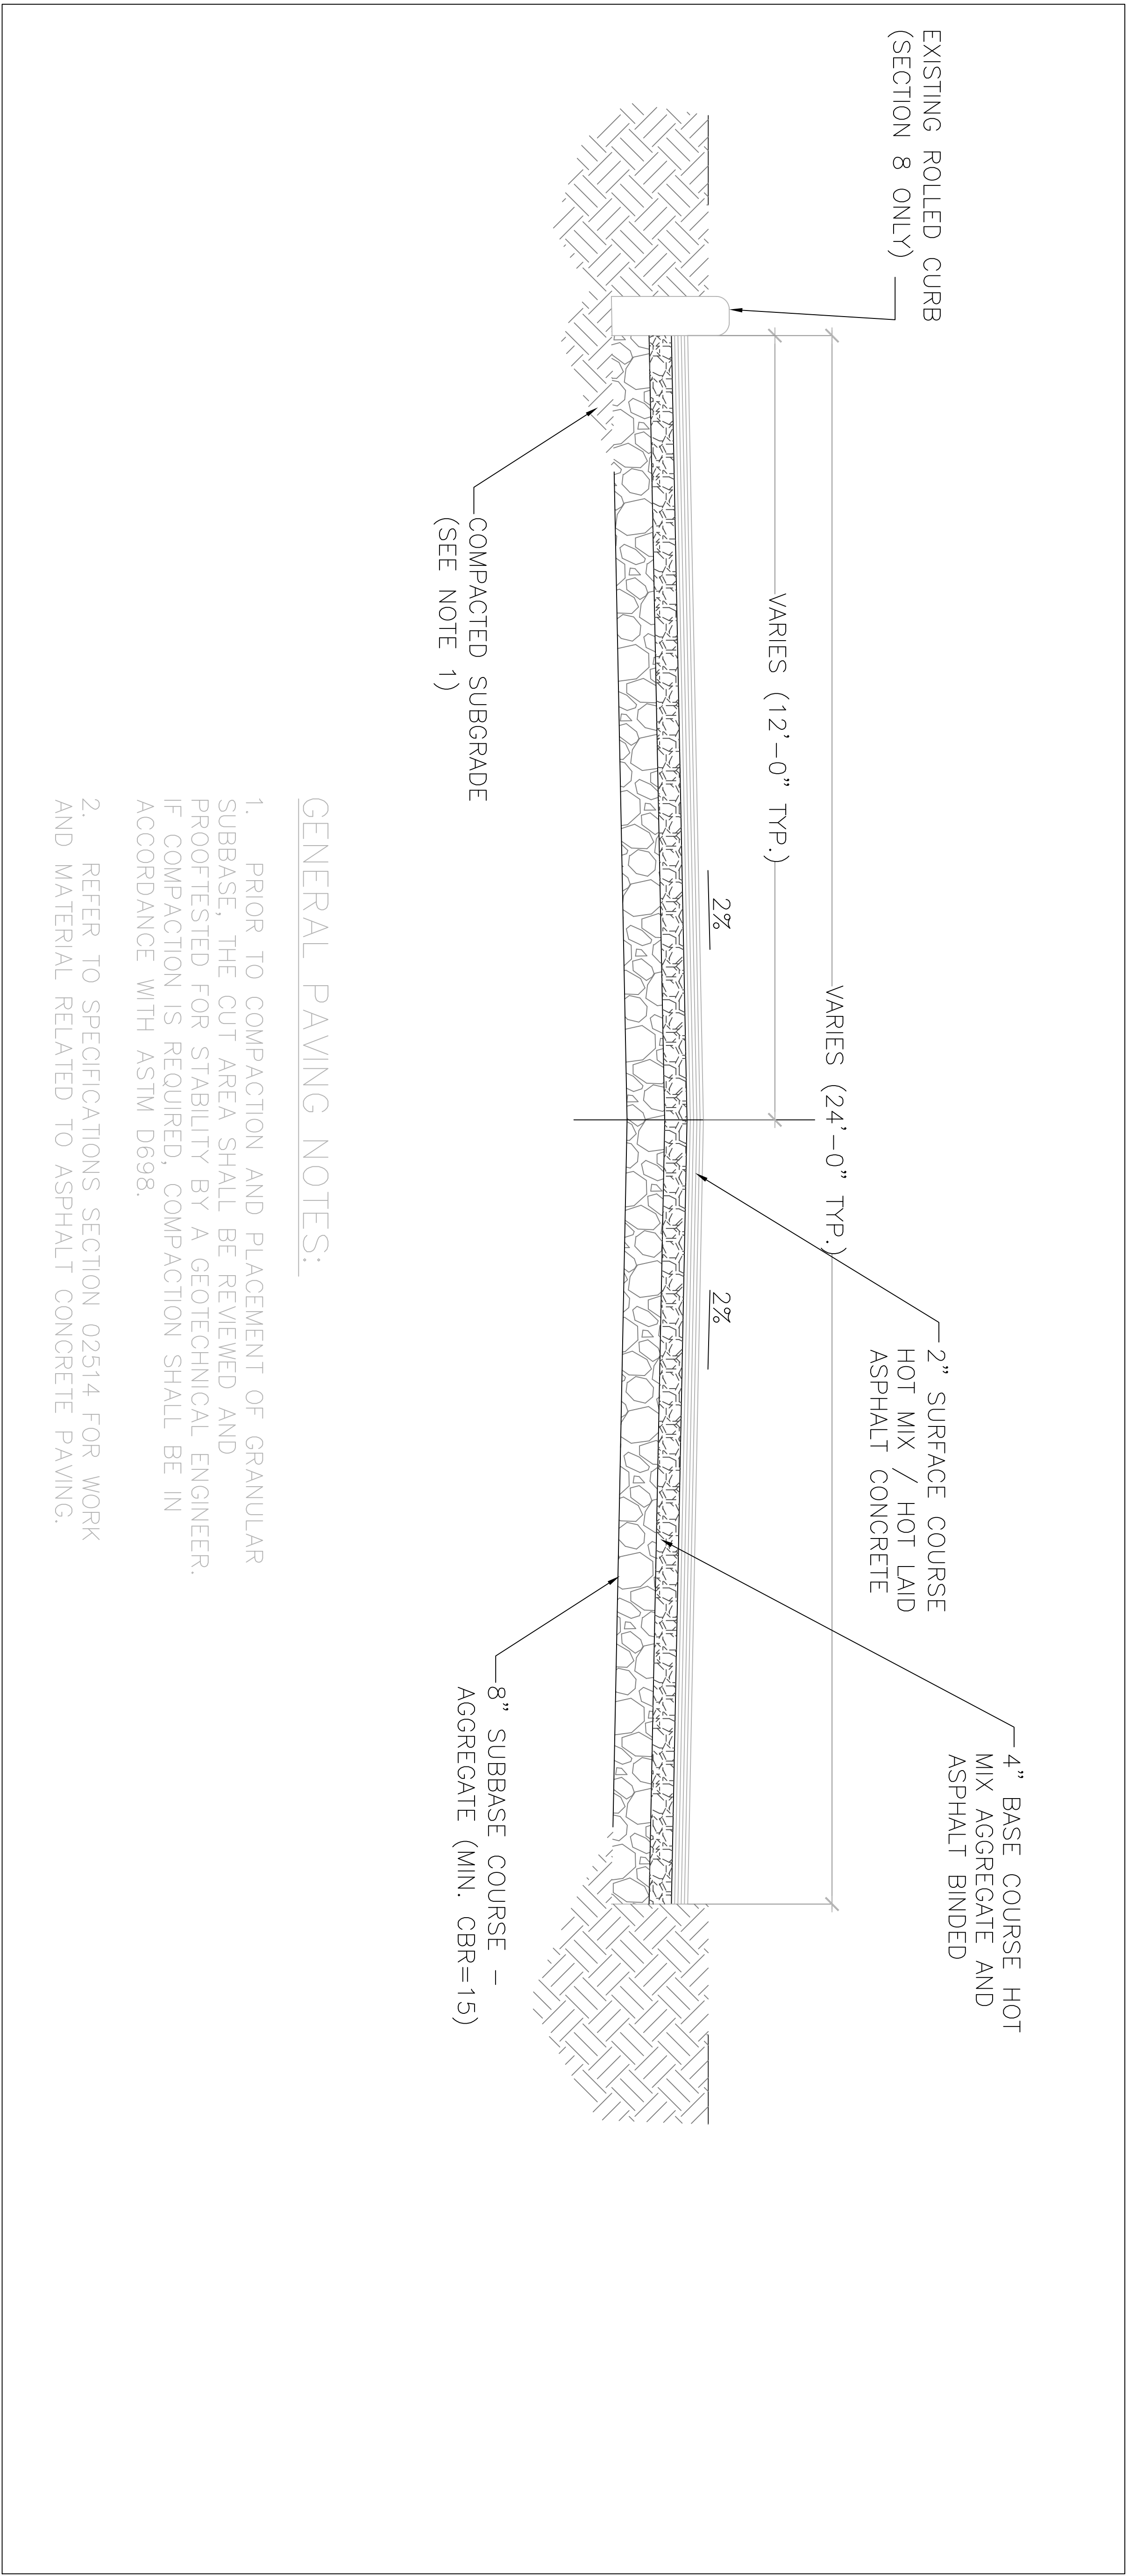 EXISTING ROLLED CURB
(SECTION 8 ONLY)
VARIES (24'-0" TYP.)
VARIES (12'-0" TYP.)
2%
2%
2" SURFACE COURSE
HOT MIX / HOT LAID
ASPHALT CONCRETE
4" BASE COURSE HOT
MIX AGGREGATE AND
ASPHALT BINDED
COMPACTED SUBGRADE
(SEE NOTE 1)
8" SUBBASE COURSE -
AGGREGATE (MIN. CBR=15)
GENERAL PAVING NOTES:
1. PRIOR TO COMPACTION AND PLACEMENT OF GRANULAR
SUBBASE, THE CUT AREA SHALL BE REVIEWED AND
PROOFTESTED FOR STABILITY BY A GEOTECHNICAL ENGINEER.
IF COMPACTION IS REQUIRED, COMPACTION SHALL BE IN
ACCORDANCE WITH ASTM D698.
2. REFER TO SPECIFICATIONS SECTION 02514 FOR WORK
AND MATERIAL RELATED TO ASPHALT CONCRETE PAVING.